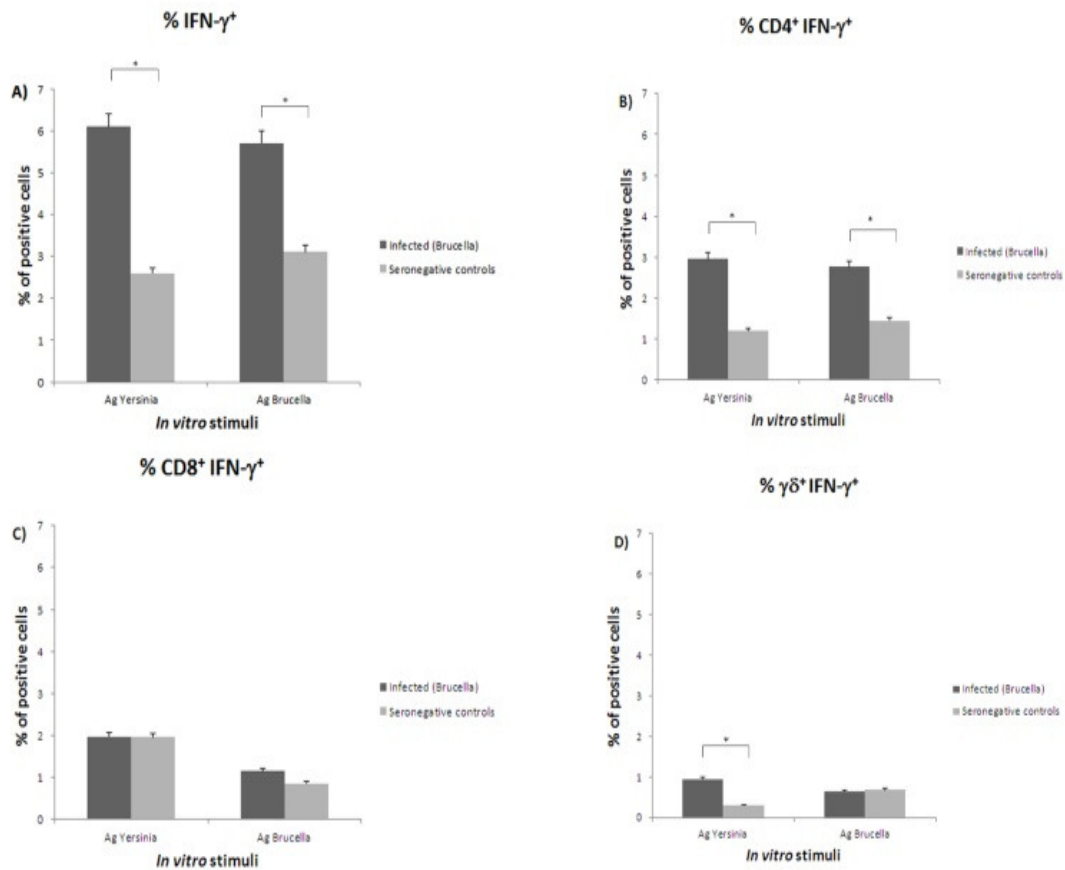 % IFN-γ⁺
A)
*
*
7
6
5
4
3
2
1
0
% of positive cells
Ag Yersinia
Ag Brucella
In vitro stimuli
Infected (Brucella)
Seronegative controls
% CD4⁺ IFN-γ⁺
B)
*
*
7
6
5
4
3
2
1
0
% of positive cells
Ag Yersinia
Ag Brucella
In vitro stimuli
Infected (Brucella)
Seronegative controls
% CD8⁺ IFN-γ⁺
C)
7
6
5
4
3
2
1
0
% of positive cells
Ag Yersinia
Ag Brucella
In vitro stimuli
Infected (Brucella)
Seronegative controls
% γδ⁺ IFN-γ⁺
D)
*
7
6
5
4
3
2
1
0
% of positive cells
Ag Yersinia
Ag Brucella
In vitro stimuli
Infected (Brucella)
Seronegative controls